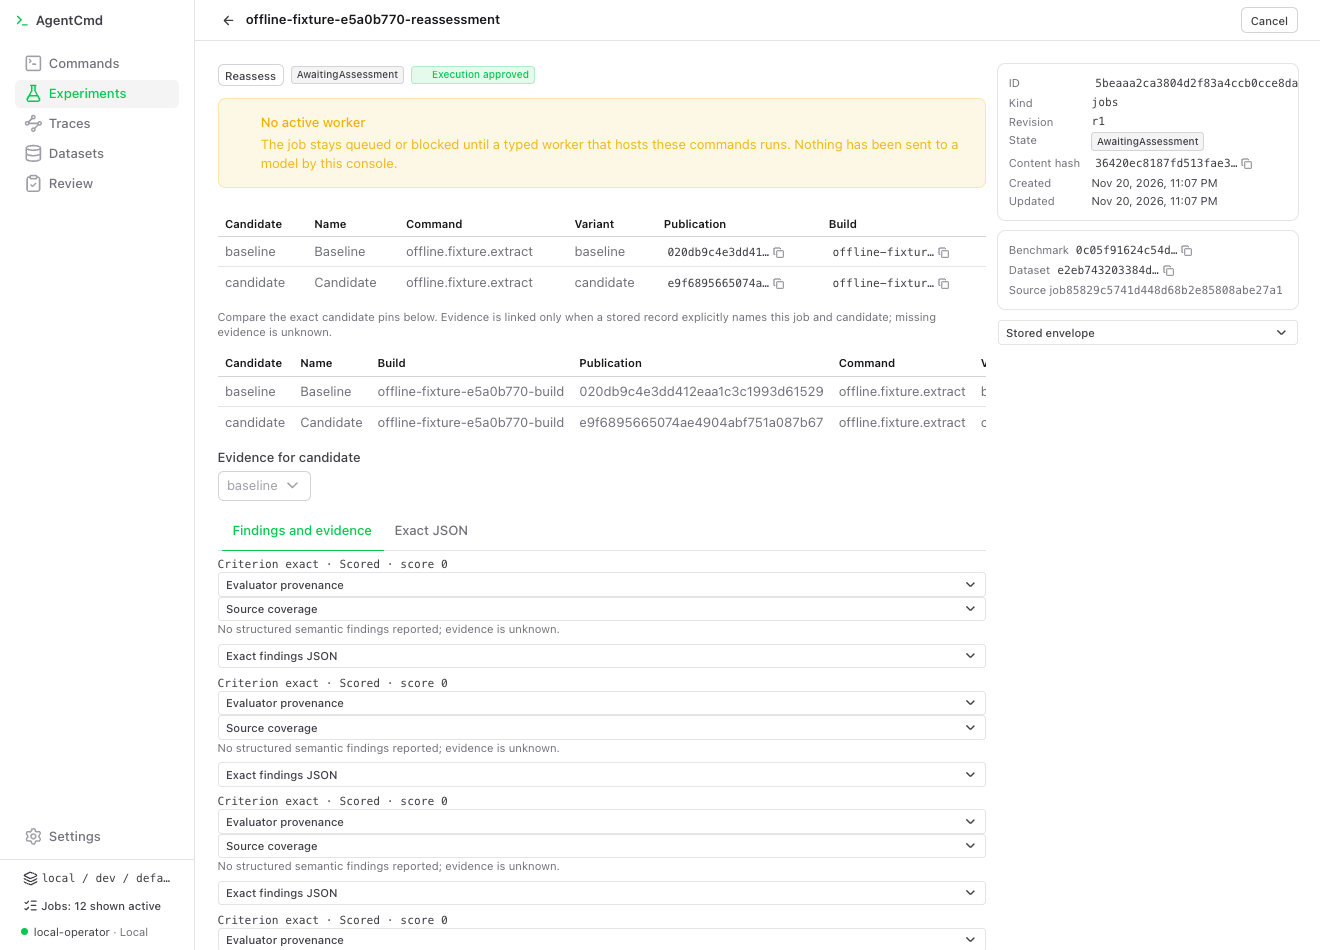 AgentCmd
Commands
Experiments
Traces
Datasets
Review
Settings
local / dev / defa…
Jobs: 12 shown active
local-operator · Local
offline-fixture-e5a0b770-reassessment
Cancel
Reassess
AwaitingAssessment
Execution approved
No active worker
The job stays queued or blocked until a typed worker that hosts these commands runs. Nothing has been sent to a
model by this console.
Candidate Name Command Variant Publication Build
baseline Baseline offline.fixture.extract baseline 020db9c4e3dd41… offline-fixtur…
candidate Candidate offline.fixture.extract candidate e9f6895665074a… offline-fixtur…
Compare the exact candidate pins below. Evidence is linked only when a stored record explicitly names this job and candidate; missing
evidence is unknown.
Candidate Name Build Publication Command
baseline Baseline offline-fixture-e5a0b770-build 020db9c4e3dd412eaa1c3c1993d61529 offline.fixture.extract
candidate Candidate offline-fixture-e5a0b770-build e9f6895665074ae4904abf751a087b67 offline.fixture.extract
Evidence for candidate
baseline
Findings and evidence
Exact JSON
Criterion exact · Scored · score 0
Evaluator provenance
Source coverage
No structured semantic findings reported; evidence is unknown.
Exact findings JSON
Criterion exact · Scored · score 0
Evaluator provenance
Source coverage
No structured semantic findings reported; evidence is unknown.
Exact findings JSON
Criterion exact · Scored · score 0
Evaluator provenance
Source coverage
No structured semantic findings reported; evidence is unknown.
Exact findings JSON
Criterion exact · Scored · score 0
Evaluator provenance
ID 5beaaa2ca3804d2f83a4ccb0cce8da
Kind jobs
Revision r1
State AwaitingAssessment
Content hash 36420ec8187fd513fae3…
Created Nov 20, 2026, 11:07 PM
Updated Nov 20, 2026, 11:07 PM
Benchmark 0c05f91624c54d…
Dataset e2eb743203384d…
Source job85829c5741d448d68b2e85808abe27a1
Stored envelope